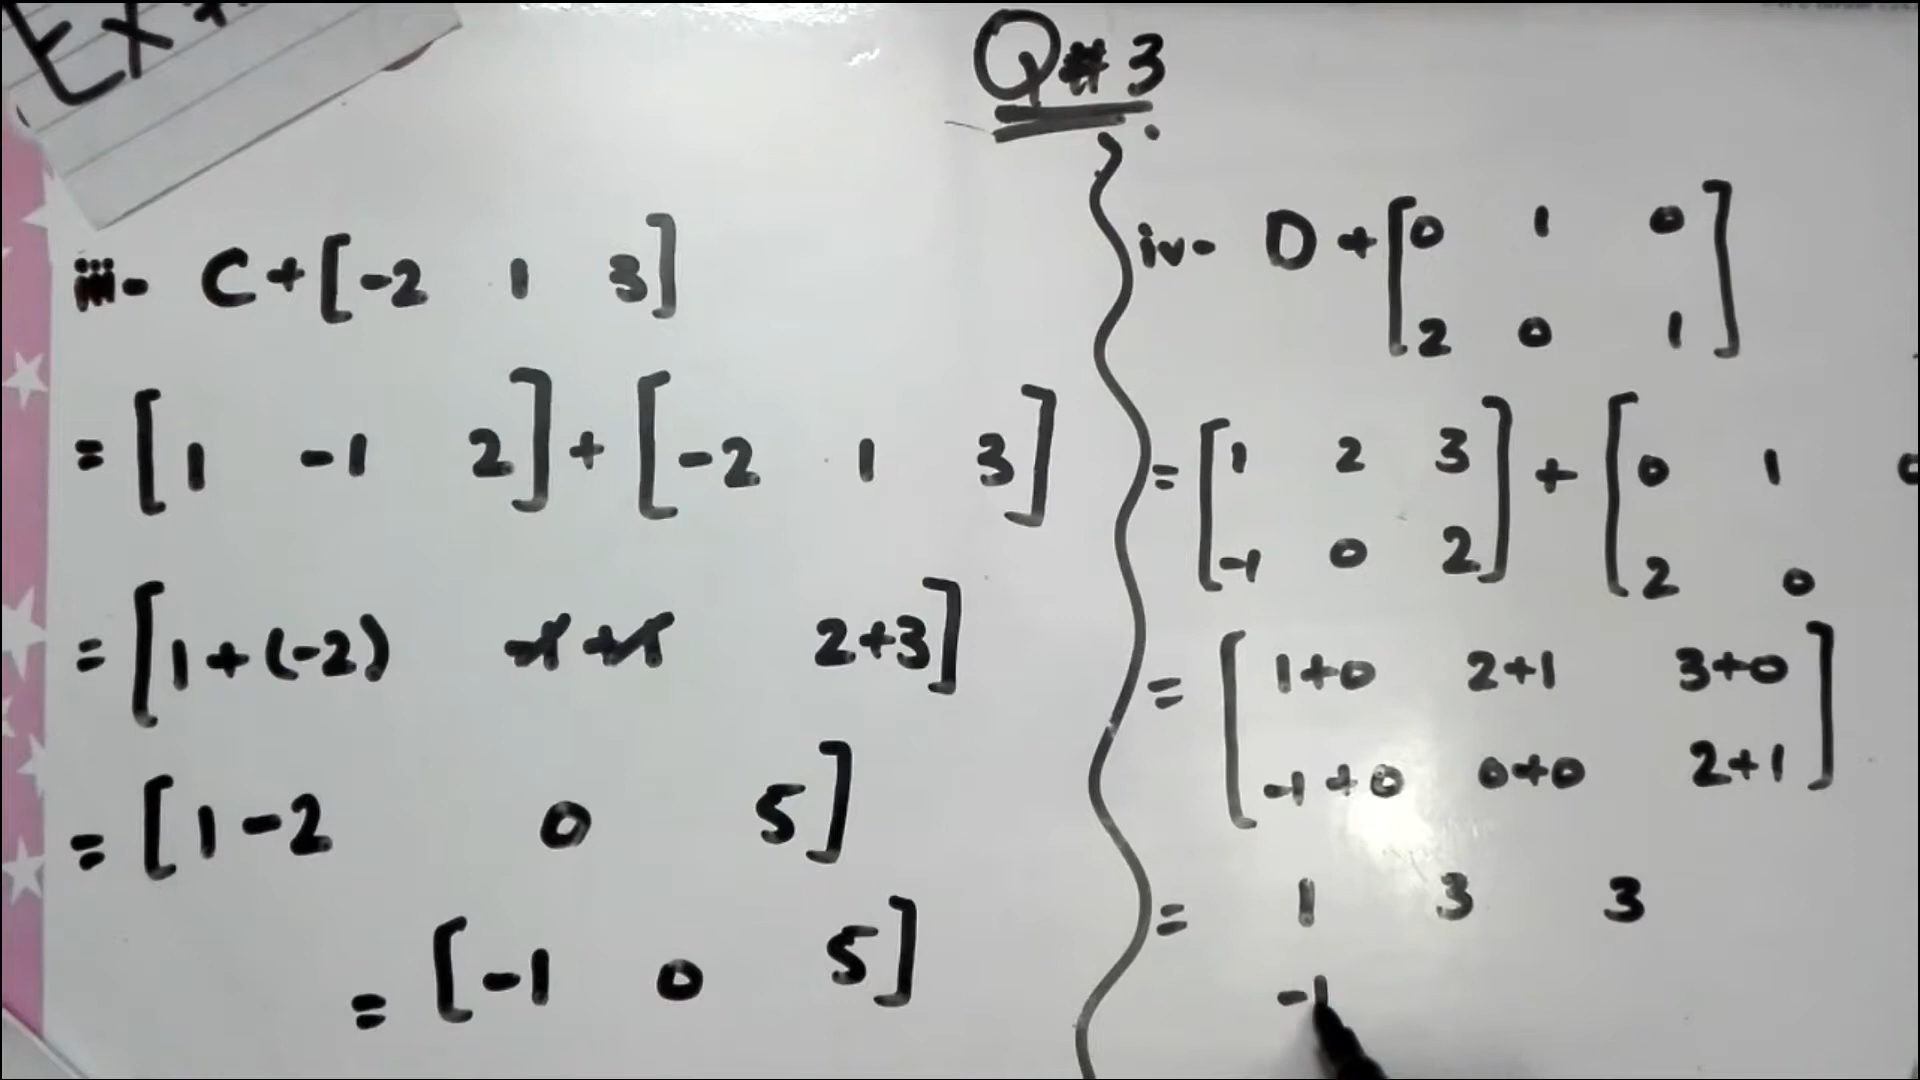 Ex
Q#3
iii- C+[-2 1 3]
=[1 -1 2]+[-2 1 3]
=[1+(-2) -1+1 2+3]
=[1-2 0 5]
=[-1 0 5]
iv- D+[0 1 0
2 0 1]
=[1 2 3
-1 0 2]+[0 1 0
2 0
=[1+0 2+1 3+0
-1+0 0+0 2+1]
= 1 3 3
-1